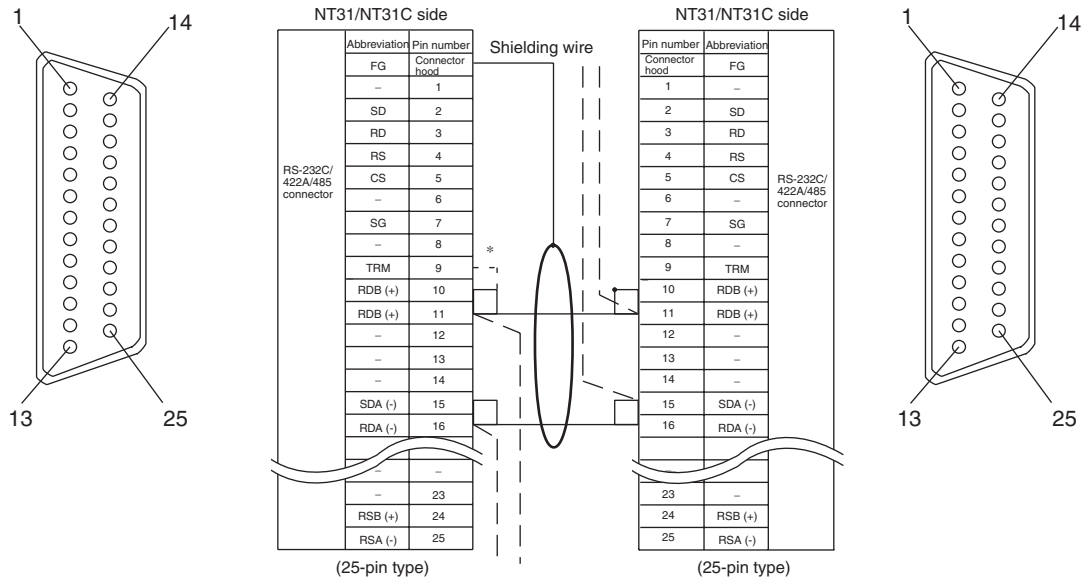 1
14
13
25
NT31/NT31C side
Abbreviation Pin number
FG Connector hood
– 1
SD 2
RD 3
RS 4
CS 5
– 6
SG 7
– 8
TRM 9
RDB (+) 10
RDB (+) 11
– 12
– 13
– 14
SDA (-) 15
RDA (-) 16
– –
– 23
RSB (+) 24
RSA (-) 25
RS-232C/
422A/485
connector
(25-pin type)
Shielding wire
*
NT31/NT31C side
Pin number Abbreviation
Connector hood FG
1 –
2 SD
3 RD
4 RS
5 CS
6 –
7 SG
8 –
9 TRM
10 RDB (+)
11 RDB (+)
12 –
13 –
14 –
15 SDA (-)
16 RDA (-)
– –
23 –
24 RSB (+)
25 RSA (-)
RS-232C/
422A/485
connector
(25-pin type)
1
14
13
25